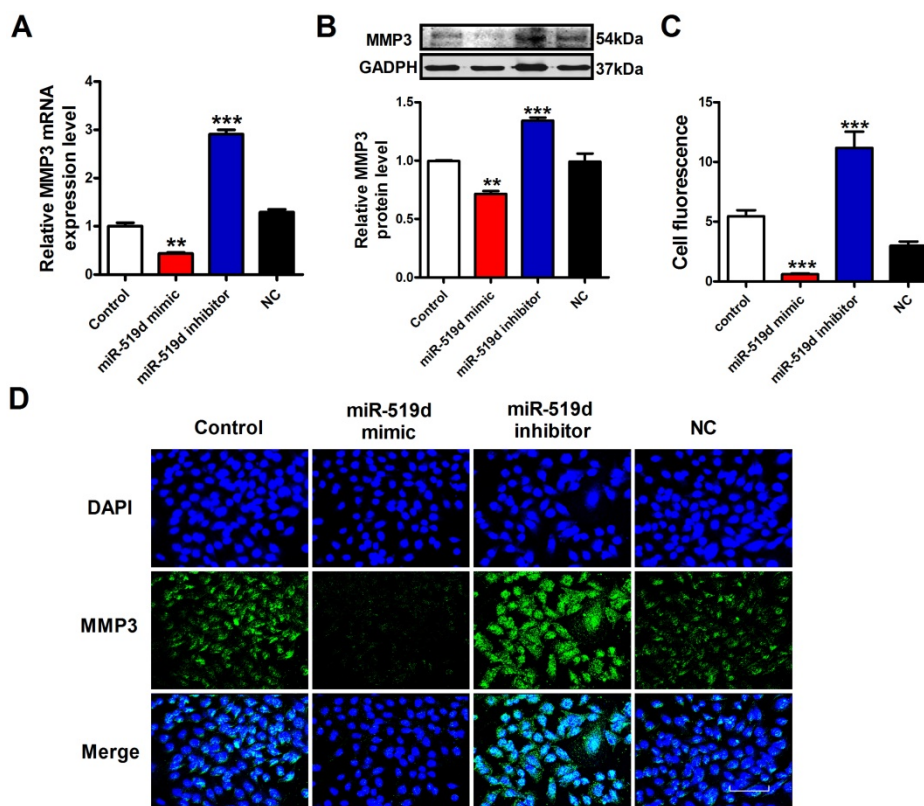 A
Relative MMP3 mRNA
expression level
4
3
2
1
0
**
***
Control
miR-519d mimic
miR-519d inhibitor
NC
B
MMP3
54kDa
GADPH
37kDa
Relative MMP3
protein level
1.5
1.0
0.5
0.0
**
***
Control
miR-519d mimic
miR-519d inhibitor
NC
C
Cell fluorescence
15
10
5
0
***
***
control
miR-519d mimic
miR-519d inhibitor
NC
D
Control
miR-519d
mimic
miR-519d
inhibitor
NC
DAPI
MMP3
Merge